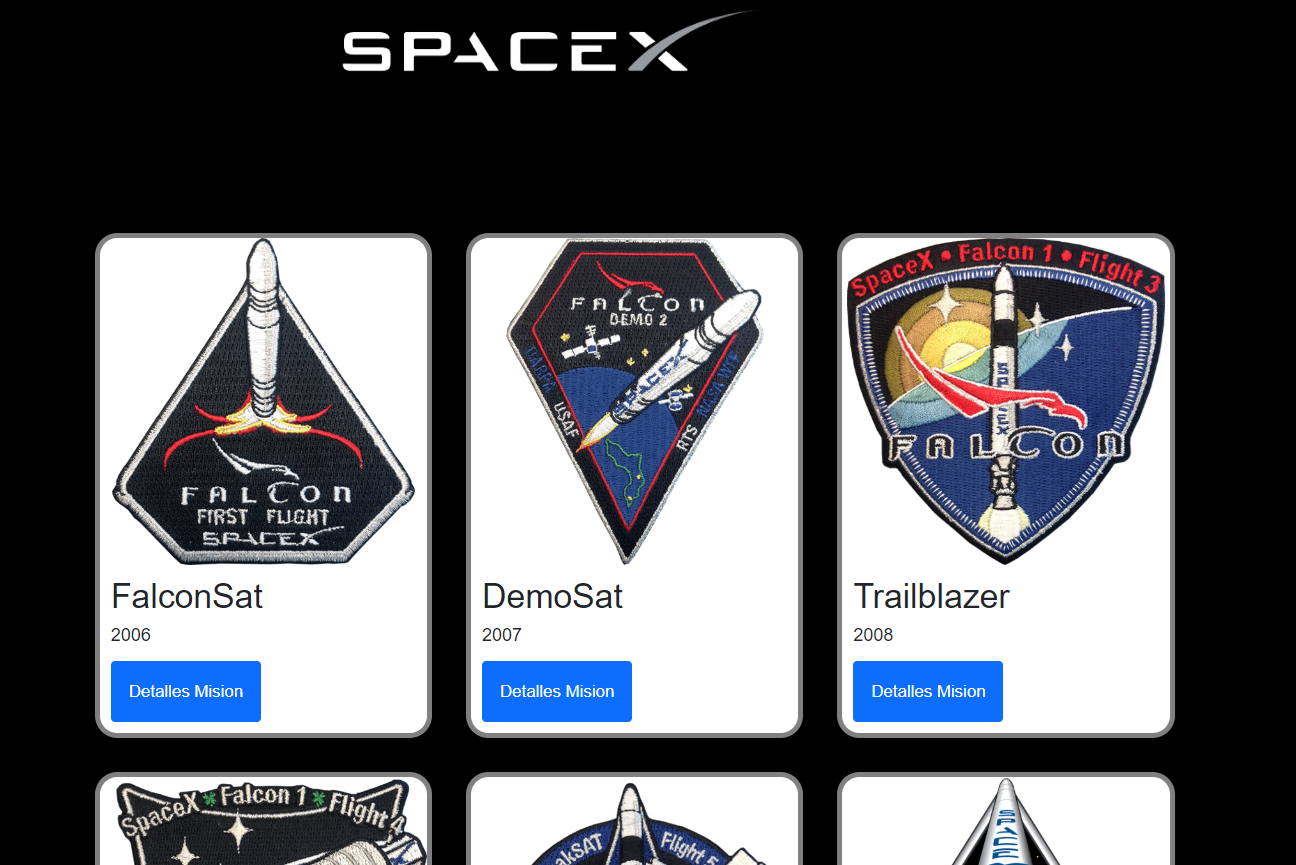 SPACEX
FALCON
FIRST FLIGHT
SPACEX
FalconSat
2006
Detalles Mision
FALCON
DEMO 2
DARPA USAF
SPACEX
RTS NASA WFF
DemoSat
2007
Detalles Mision
SpaceX • Falcon 1 • Flight 3
SPACEX
FALCON
Trailblazer
2008
Detalles Mision
SpaceX Falcon 1 Flight 4
akSAT Flight 5
SPACE